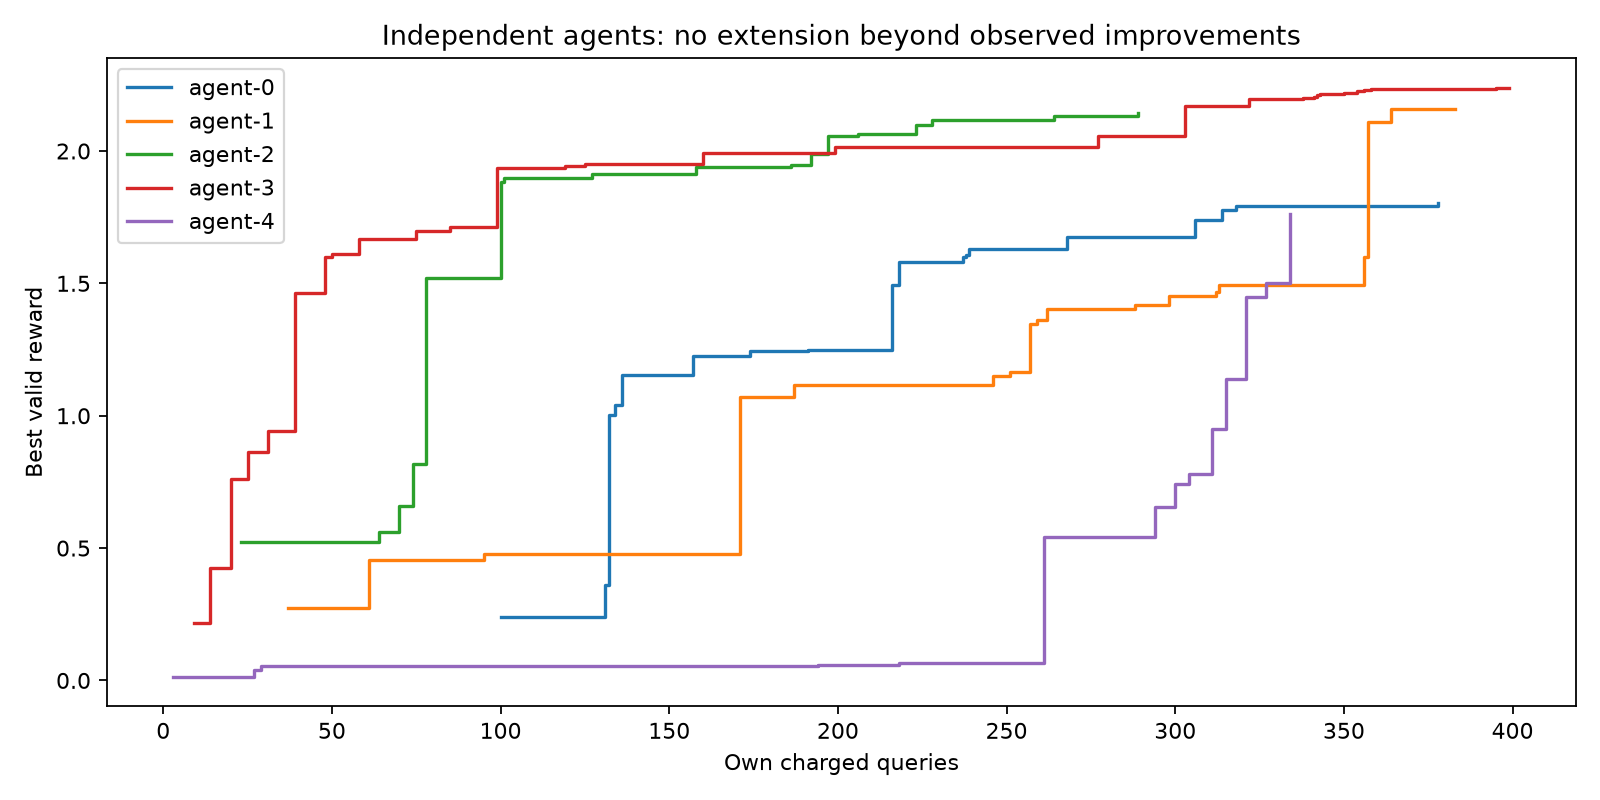 Independent agents: no extension beyond observed improvements
agent-0
agent-1
agent-2
agent-3
agent-4
Best valid reward
2.0
1.5
1.0
0.5
0.0
0 50 100 150 200 250 300 350 400
Own charged queries